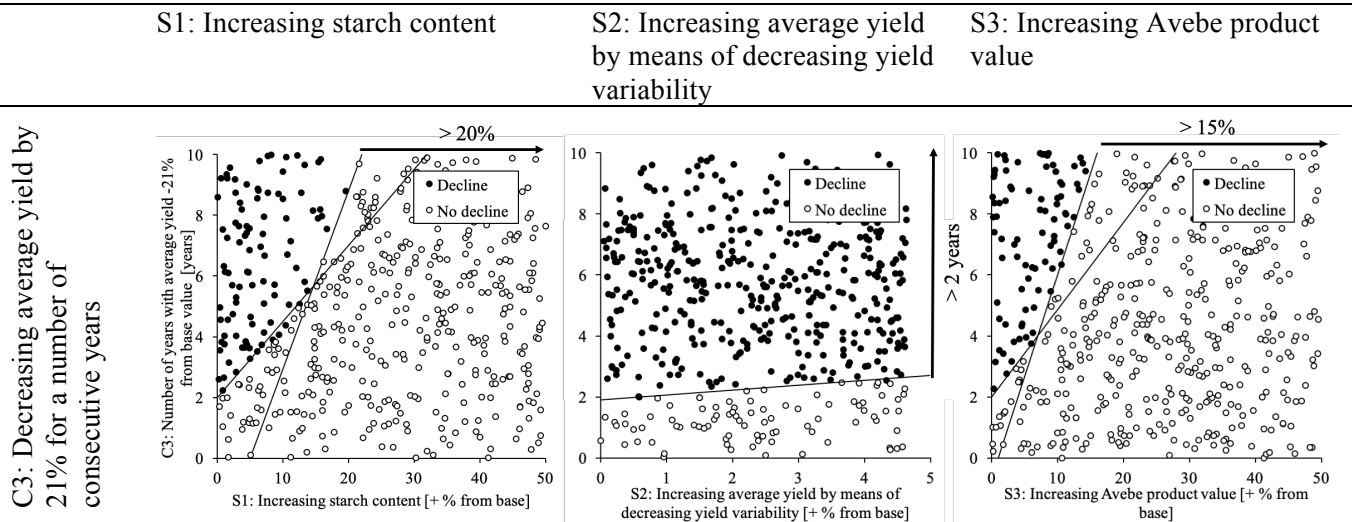 S1: Increasing starch content
S2: Increasing average yield
by means of decreasing yield
variability
S3: Increasing Avebe product
value
C3: Decreasing average yield by
21% for a number of
consecutive years
> 20%
10
8
6
4
2
0
C3: Number of years with average yield -21%
from base value [years]
Decline
No decline
0 10 20 30 40 50
S1: Increasing starch content [+ % from base]
10
8
6
4
2
0
Decline
No decline
> 2 years
0 1 2 3 4 5
S2: Increasing average yield by means of
decreasing yield variability [+ % from base]
> 15%
10
8
6
4
2
0
Decline
No decline
0 10 20 30 40 50
S3: Increasing Avebe product value [+ % from
base]